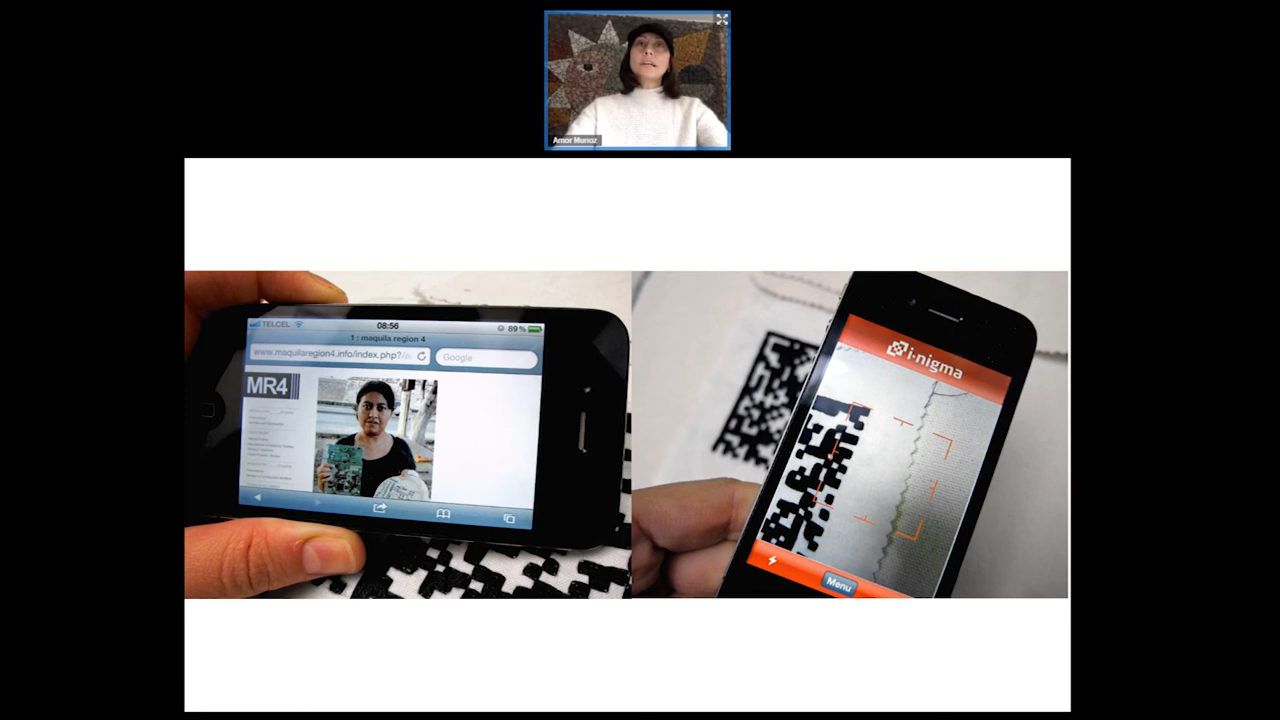 Amor Munoz
TELCEL
08:56
89%
1 : maquila region 4
www.maquilaregion4.info/index.php?/
Google
MR4
i-nigma
Menu